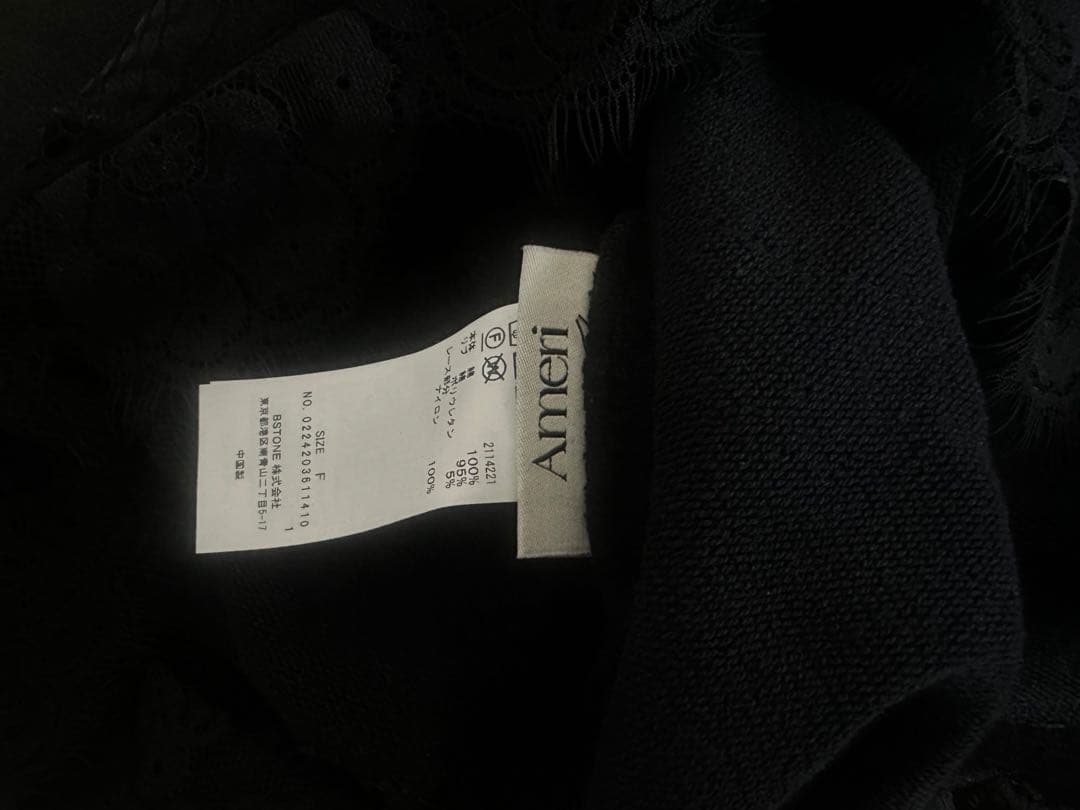 Ameri
Ⓕ
2114221
本体 綿 100%
リブ 綿 95%
ポリウレタン 5%
レース部分
ナイロン 100%
SIZE F
NO. 0224203611410
1
BSTONE 株式会社
東京都港区南青山二丁目5-17
中国製